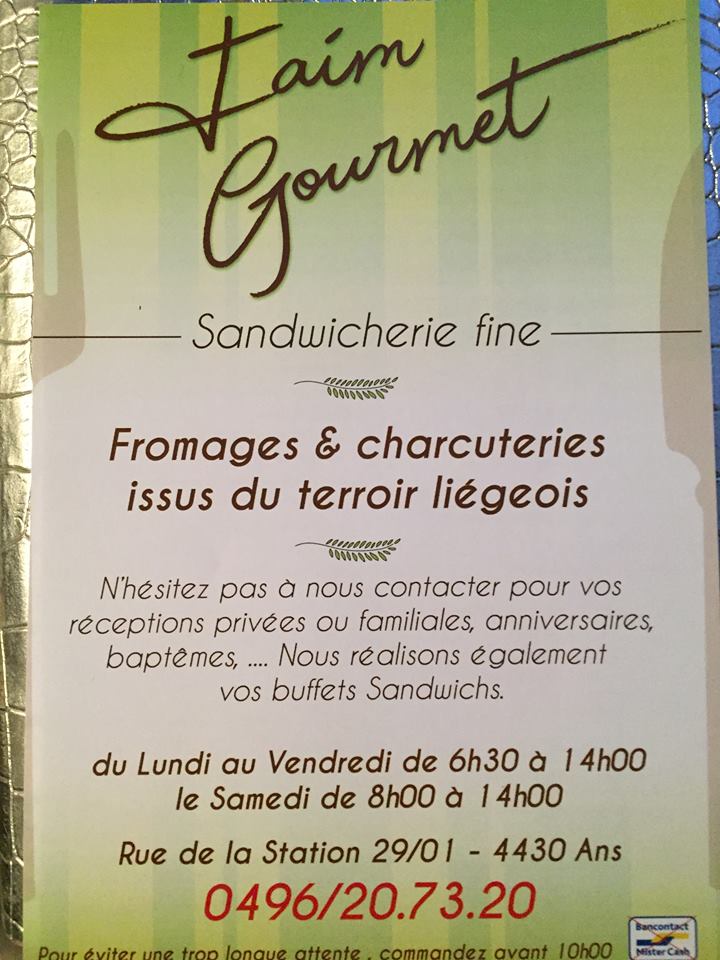 Faim
Gourmet
Sandwicherie fine
Fromages & charcuteries
issus du terroir liégeois
N'hésitez pas à nous contacter pour vos
réceptions privées ou familiales, anniversaires,
baptêmes, .... Nous réalisons également
vos buffets Sandwichs.
du Lundi au Vendredi de 6h30 à 14h00
le Samedi de 8h00 à 14h00
Rue de la Station 29/01 - 4430 Ans
0496/20.73.20
Bancontact
Mister Cash
Pour éviter une trop longue attente , commandez avant 10h00